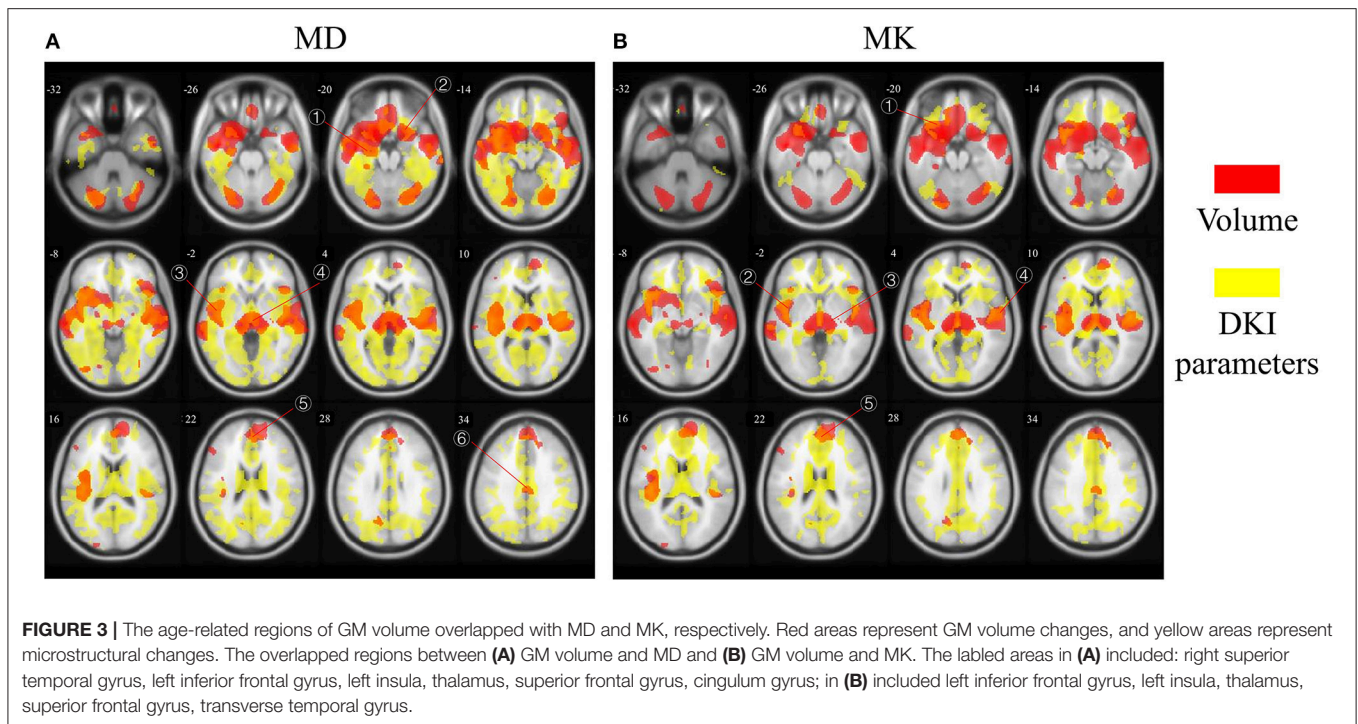 A MD
B MK
-32 -26 -20 -14
① ②
-8 -2 4 10
③ ④
16 22 28 34
⑤ ⑥
-32 -26 -20 -14
①
-8 -2 4 10
② ③ ④
16 22 28 34
⑤
Volume
DKI
parameters
FIGURE 3 | The age-related regions of GM volume overlapped with MD and MK, respectively. Red areas represent GM volume changes, and yellow areas represent
microstructural changes. The overlapped regions between (A) GM volume and MD and (B) GM volume and MK. The labled areas in (A) included: right superior
temporal gyrus, left inferior frontal gyrus, left insula, thalamus, superior frontal gyrus, cingulum gyrus; in (B) included left inferior frontal gyrus, left insula, thalamus,
superior frontal gyrus, transverse temporal gyrus.